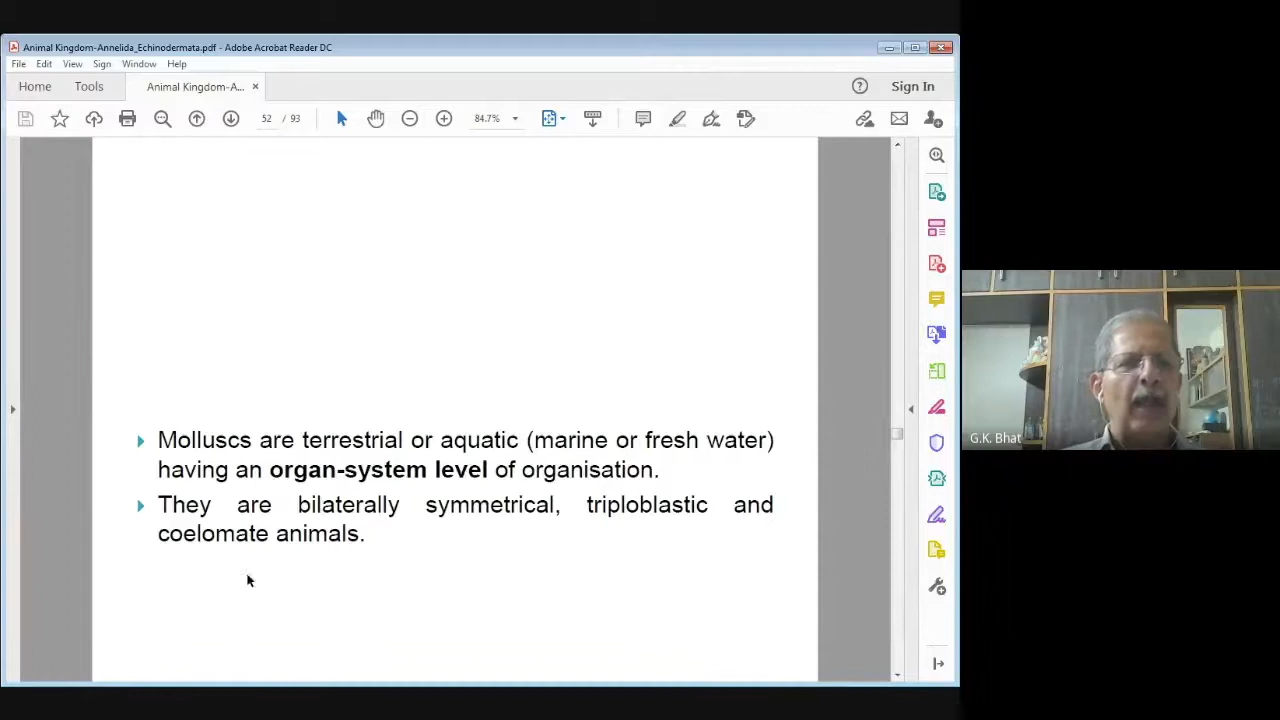 Animal Kingdom-Annelida_Echinodermata.pdf - Adobe Acrobat Reader DC
File Edit View Sign Window Help
Home Tools Animal Kingdom-A... Sign In
52 / 93 84.7%
Molluscs are terrestrial or aquatic (marine or fresh water)
having an organ-system level of organisation.
They are bilaterally symmetrical, triploblastic and
coelomate animals.
G.K. Bhat